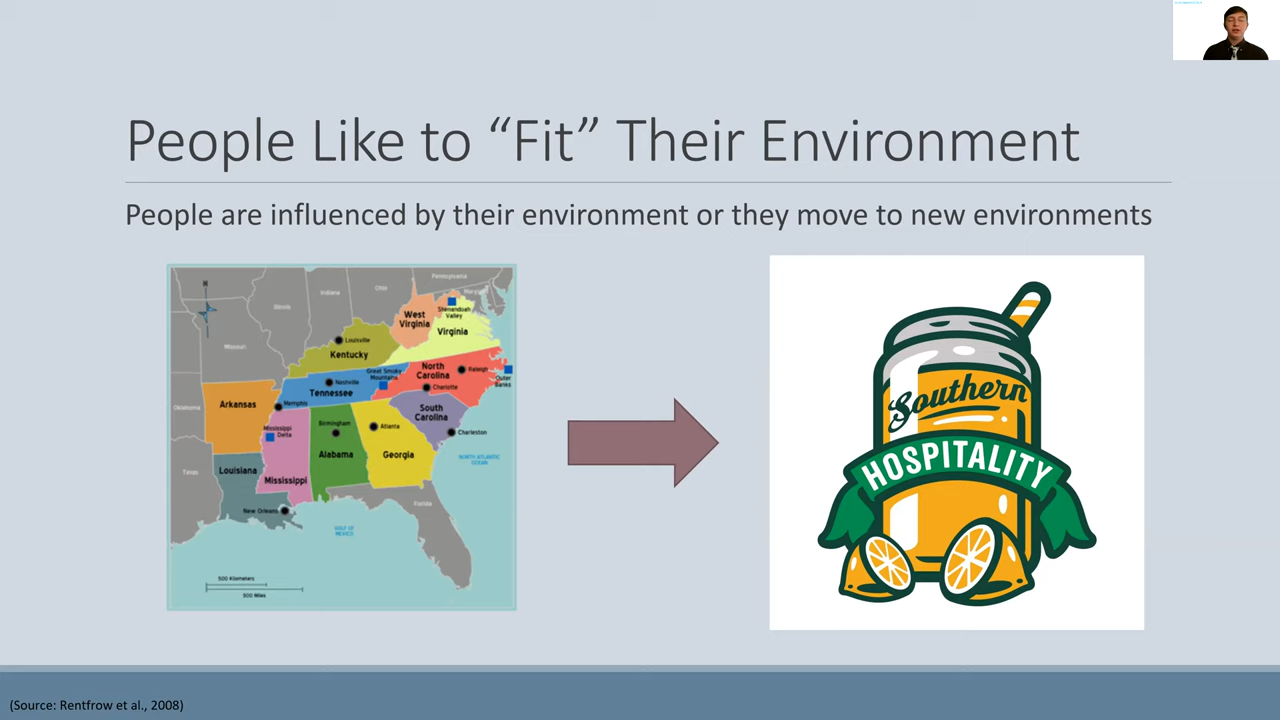 People Like to “Fit” Their Environment
People are influenced by their environment or they move to new environments
N
Pennsylvania
Ohio
Indiana
Illinois
Maryland
West
Virginia
Shenandoah
Valley
Virginia
Missouri
Louisville
Kentucky
Great Smoky
Mountains
North
Carolina
Raleigh
Outer
Banks
Nashville
Tennessee
Charlotte
Oklahoma
Arkansas
Memphis
South
Carolina
Mississippi
Delta
Birmingham
Atlanta
Charleston
Alabama
Georgia
NORTH ATLANTIC
OCEAN
Texas
Louisiana
Mississippi
Florida
New Orleans
GULF OF
MEXICO
500 Kilometers
500 Miles
Southern
HOSPITALITY
(Source: Rentfrow et al., 2008)